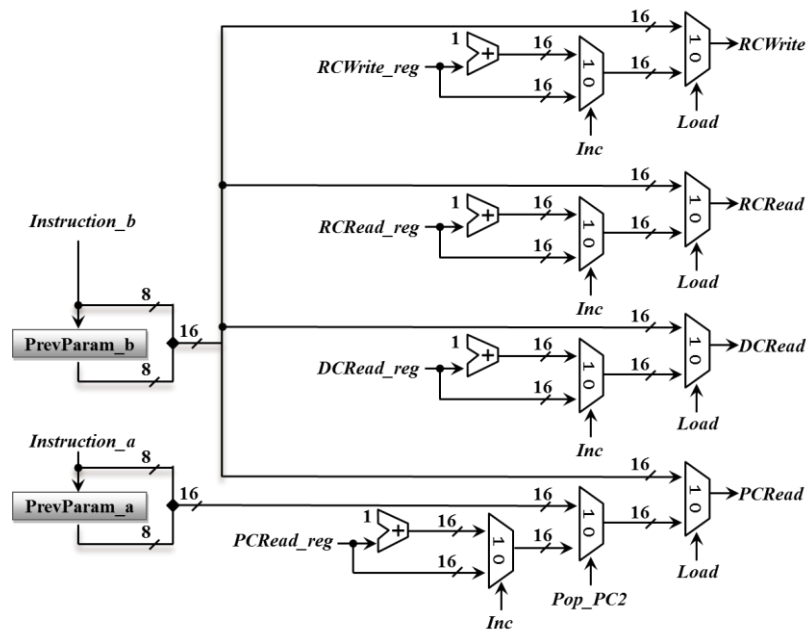 16 16
1 + 16 1 0 RCWrite
RCWrite_reg 1 0 16
16 Load
Inc
16
1 + 16 1 0 RCRead
Instruction_b RCRead_reg 1 0 16
16 Load
Inc
8
16 16
PrevParam_b 1 + 16 1 0 DCRead
8 DCRead_reg 1 0 16
16 Load
Instruction_a Inc
8 16
16 16 1 0 PCRead
PrevParam_a 1 + 16 1 0 16
8 PCRead_reg 1 0 16
16 Load
Pop_PC2
Inc